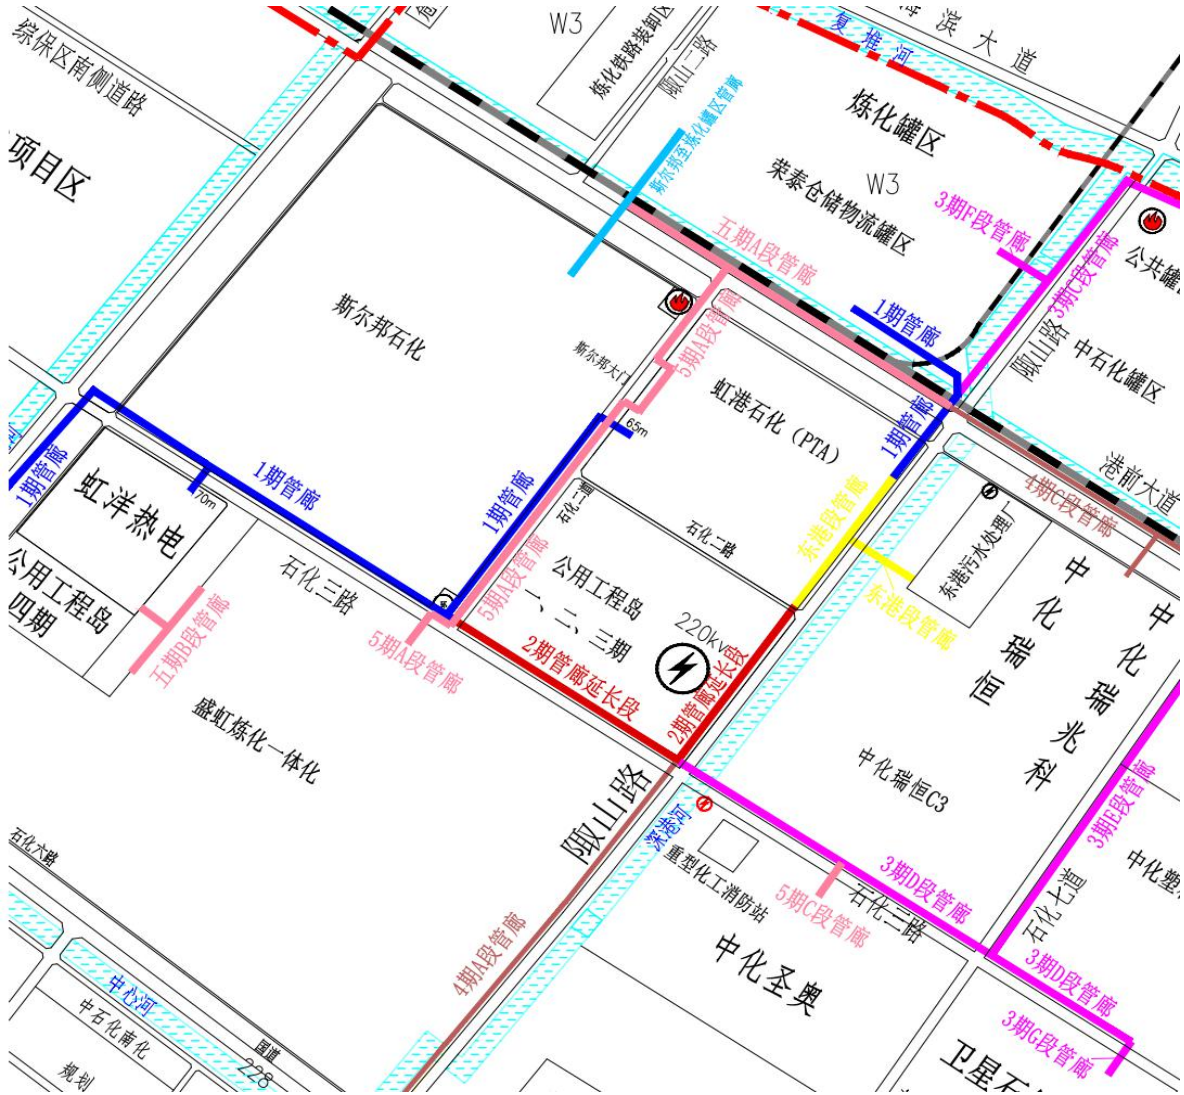 危
W3
海滨大道
复堆河
综保区南侧道路
炼化铁路装卸区
陬山二路
斯尔邦至炼化罐区管廊
炼化罐区
W3
荣泰仓储物流罐区
3期F段管廊
项目区
五期A段管廊
3期C段管廊
公共罐
斯尔邦石化
5期A段管廊
1期管廊
陬山路
中石化罐区
斯尔邦大门
虹港石化（PTA）
65m
1期管廊
港前大道
1期管廊
1期管廊
1期管廊
虹洋热电
70m
石化一
石化二路
东港段管廊
4期C段管廊
东港污水处理厂
公用工程岛
四期
石化三路
5期A段管廊
公用工程岛
一、二、三期
220kv
东港段管廊
中化瑞恒
中化瑞兆科
五期B段管廊
5期A段管廊
2期管廊延长段
2期管廊延长段
盛虹炼化一体化
中化瑞恒C3
陬山路
深港河
3期E段管廊
重型化工消防站
3期D段管廊
中化塑
石化六路
5期C段管廊
石化三路
石化七道
4期A段管廊
中化圣奥
3期D段管廊
中心河
中石化南化
3期G段管廊
国道
228
规划
卫星石